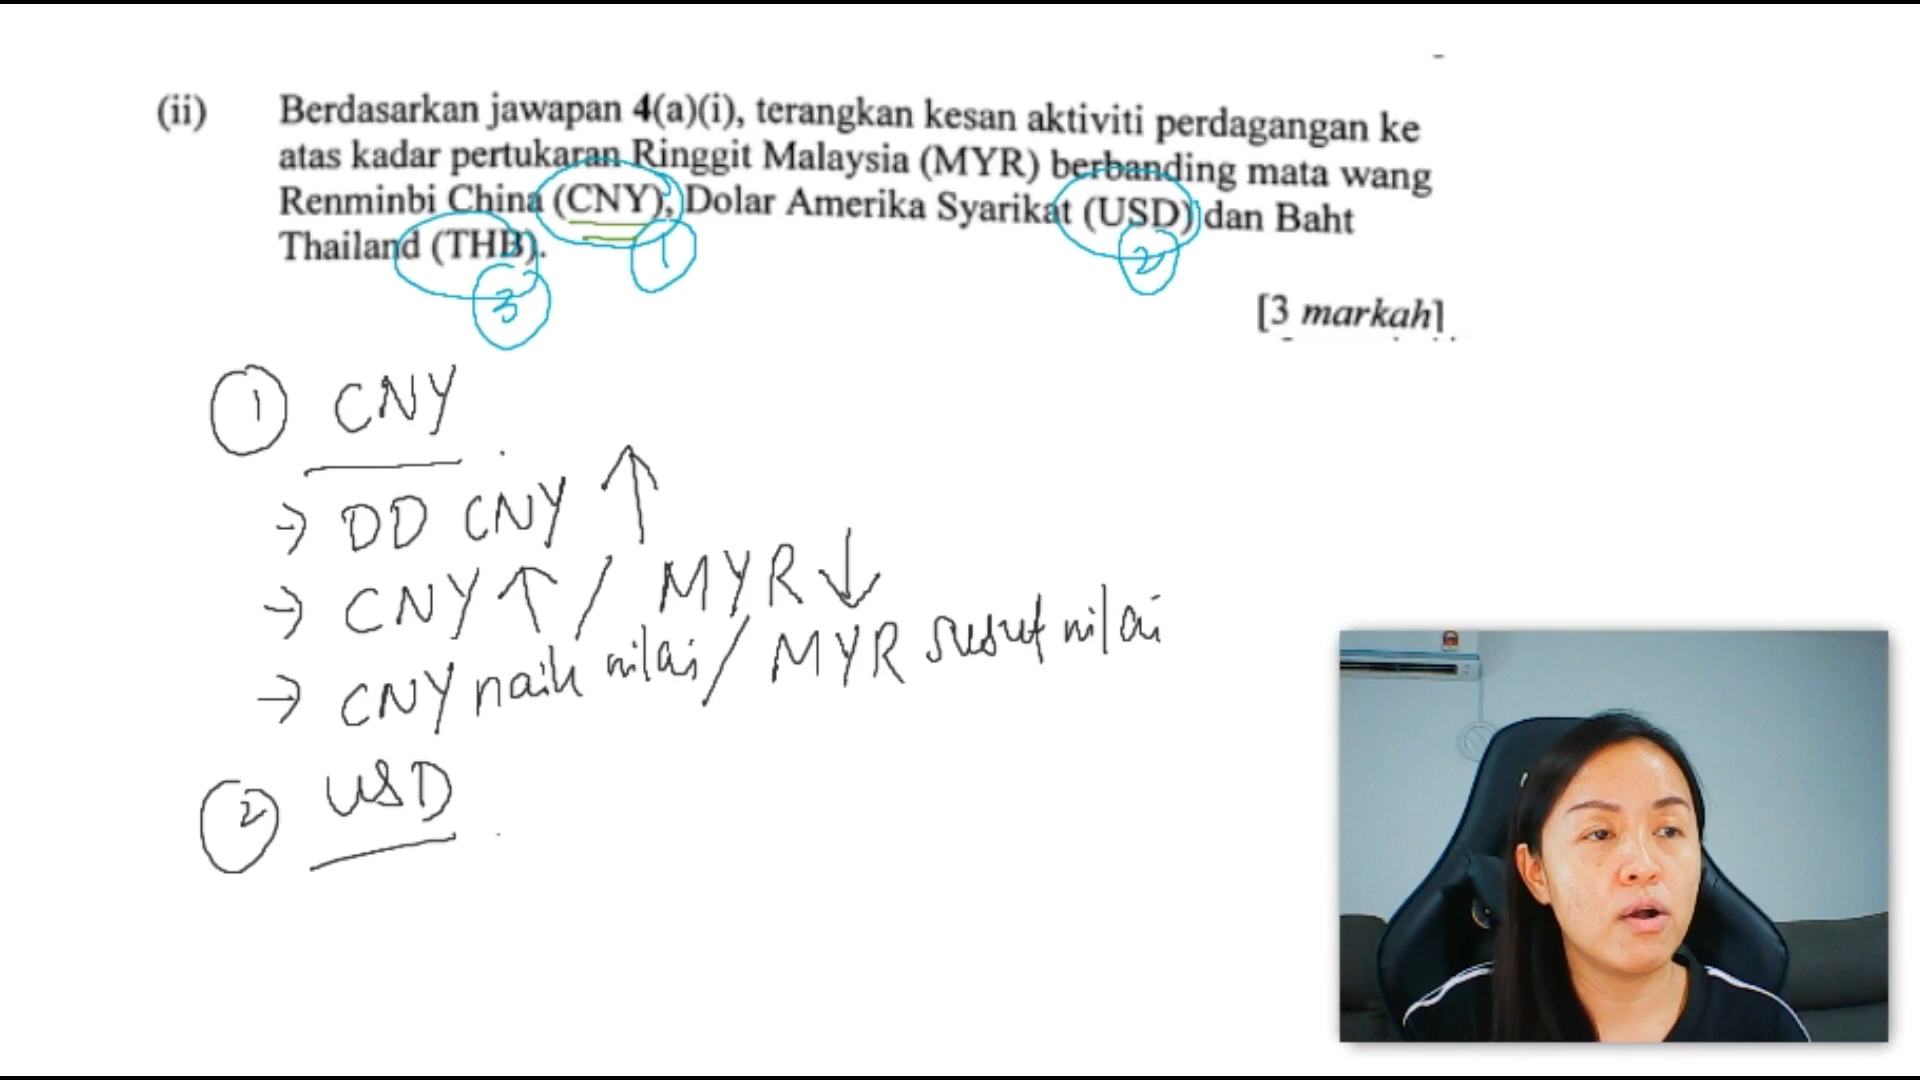 (ii) Berdasarkan jawapan 4(a)(i), terangkan kesan aktiviti perdagangan ke
atas kadar pertukaran Ringgit Malaysia (MYR) berbanding mata wang
Renminbi China (CNY), Dolar Amerika Syarikat (USD) dan Baht
Thailand (THB).
1
2
3
[3 markah]
1 CNY
→ DD CNY ↑
→ CNY ↑ / MYR ↓
→ CNY naik nilai / MYR susut nilai
2 USD